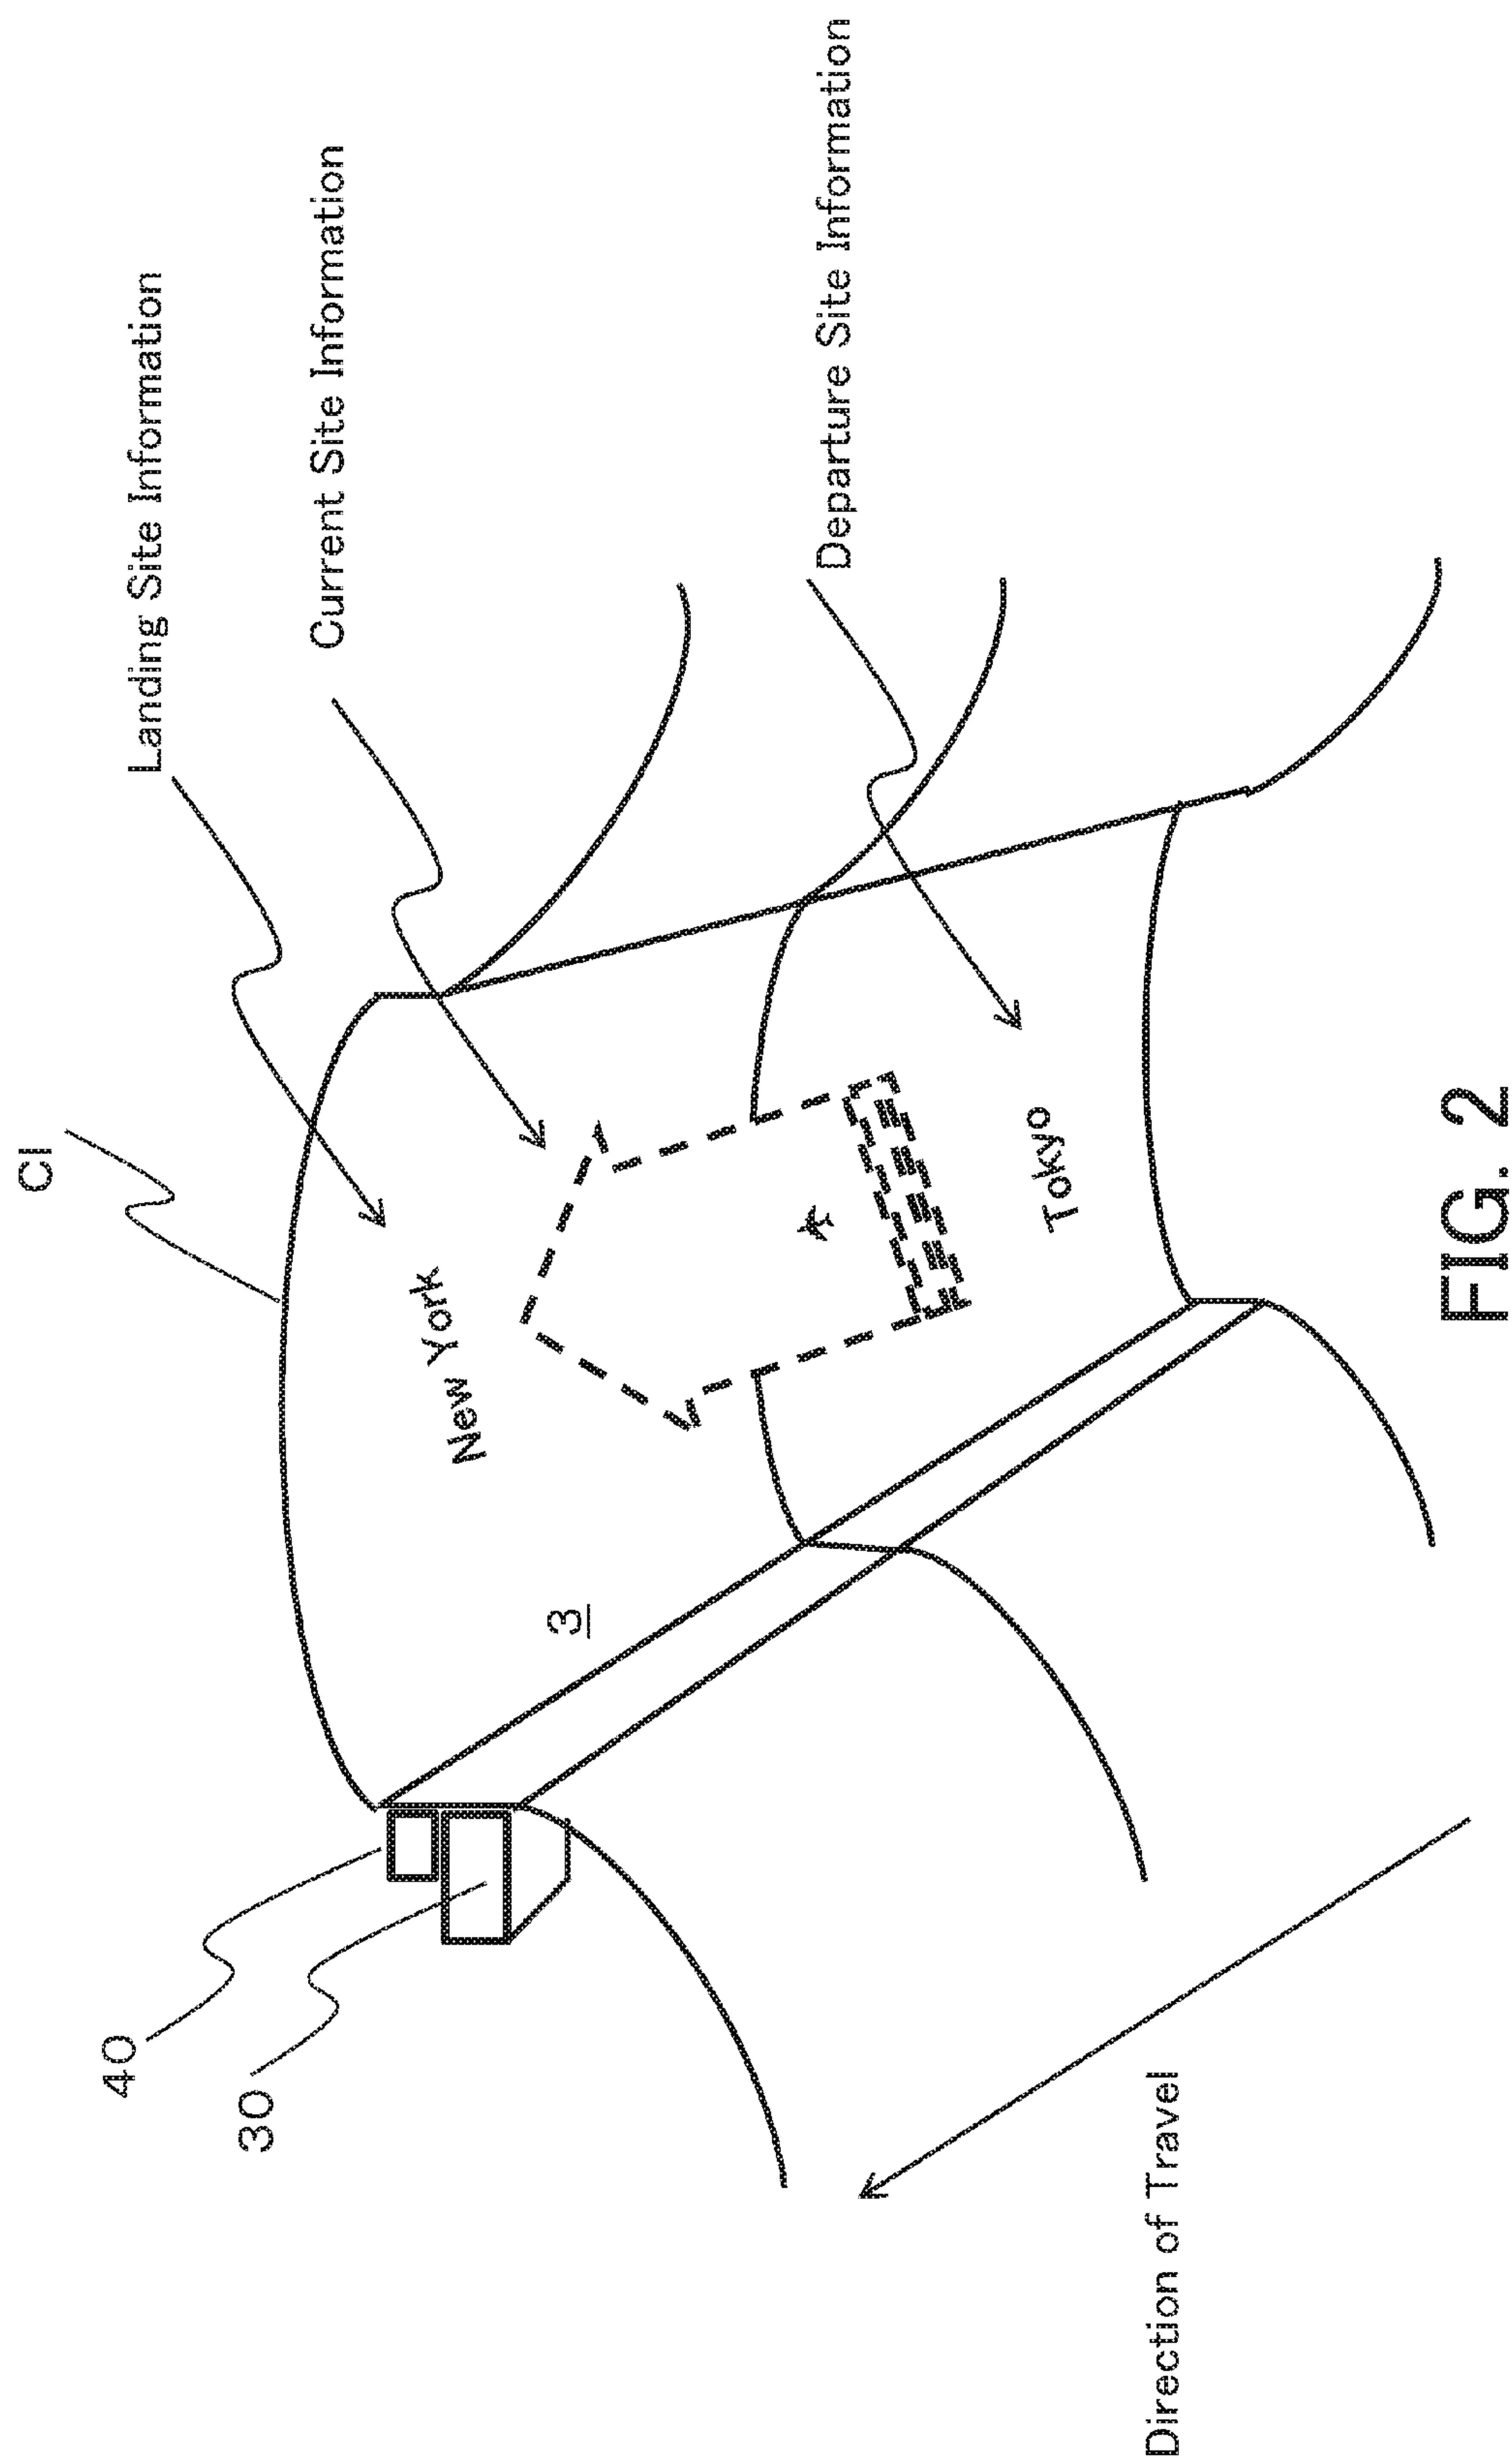 CI
40
Landing Site Information
30
Current Site Information
New York
3
Departure Site Information
Tokyo
Direction of Travel
FIG. 2